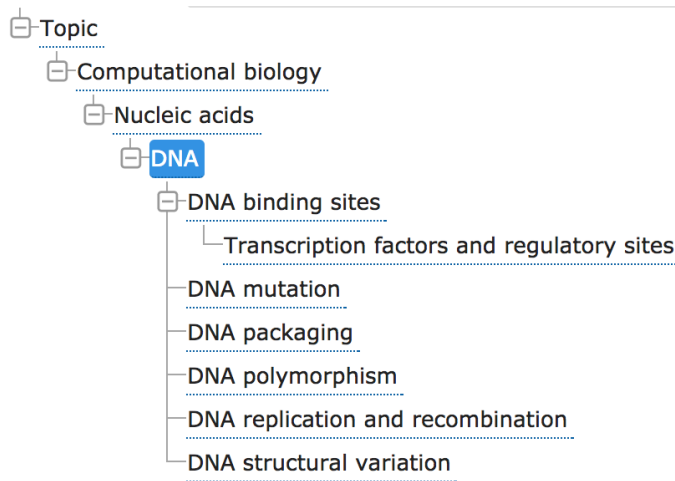 Topic
Computational biology
Nucleic acids
DNA
DNA binding sites
Transcription factors and regulatory sites
DNA mutation
DNA packaging
DNA polymorphism
DNA replication and recombination
DNA structural variation